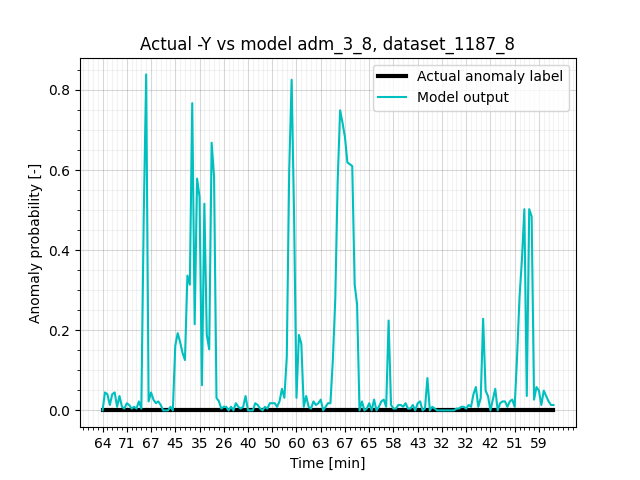 Actual -Y vs model adm_3_8, dataset_1187_8
Actual anomaly label
Model output
Anomaly probability [-]
0.8
0.6
0.4
0.2
0.0
64 71 67 45 35 26 40 50 60 63 67 65 58 43 32 32 42 51 59
Time [min]